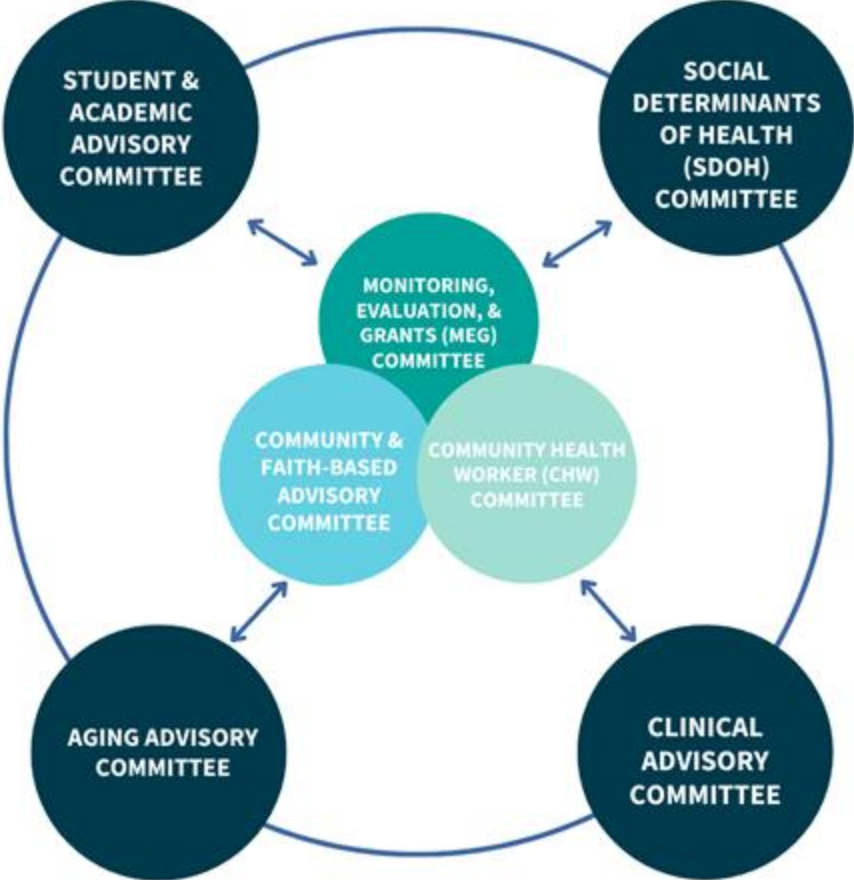 STUDENT &
ACADEMIC
ADVISORY
COMMITTEE
SOCIAL
DETERMINANTS
OF HEALTH
(SDOH)
COMMITTEE
MONITORING,
EVALUATION, &
GRANTS (MEG)
COMMITTEE
COMMUNITY &
FAITH-BASED
ADVISORY
COMMITTEE
COMMUNITY HEALTH
WORKER (CHW)
COMMITTEE
AGING ADVISORY
COMMITTEE
CLINICAL
ADVISORY
COMMITTEE